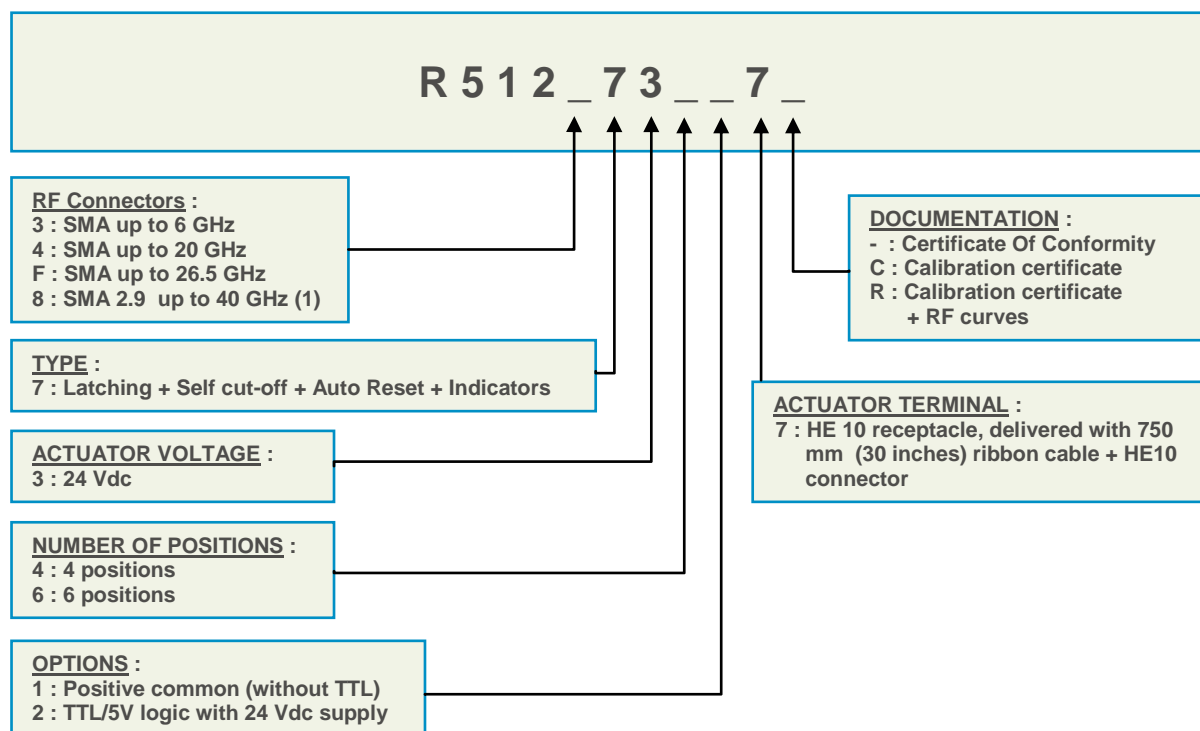 R 5 1 2 _ 7 3 _ _ 7 _
RF Connectors :
3 : SMA up to 6 GHz
4 : SMA up to 20 GHz
F : SMA up to 26.5 GHz
8 : SMA 2.9 up to 40 GHz (1)
TYPE :
7 : Latching + Self cut-off + Auto Reset + Indicators
ACTUATOR VOLTAGE :
3 : 24 Vdc
NUMBER OF POSITIONS :
4 : 4 positions
6 : 6 positions
OPTIONS :
1 : Positive common (without TTL)
2 : TTL/5V logic with 24 Vdc supply
DOCUMENTATION :
- : Certificate Of Conformity
C : Calibration certificate
R : Calibration certificate
+ RF curves
ACTUATOR TERMINAL :
7 : HE 10 receptacle, delivered with 750
mm (30 inches) ribbon cable + HE10
connector